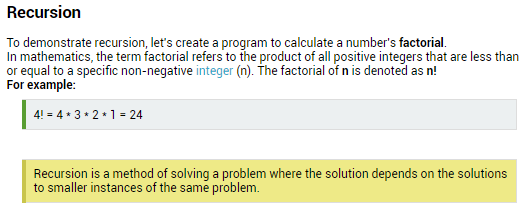 Recursion
To demonstrate recursion, let's create a program to calculate a number's factorial.
In mathematics, the term factorial refers to the product of all positive integers that are less than
or equal to a specific non-negative integer (n). The factorial of n is denoted as n!
For example:
4! = 4 * 3 * 2 * 1 = 24
Recursion is a method of solving a problem where the solution depends on the solutions
to smaller instances of the same problem.